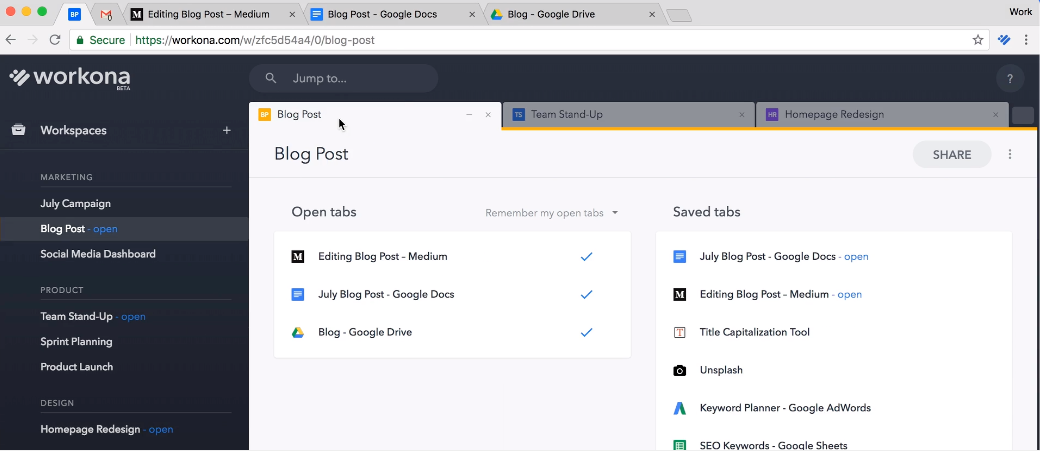 BP
Editing Blog Post – Medium
Blog Post - Google Docs
Blog - Google Drive
Work
Secure
https://workona.com/w/zfc5d54a4/0/blog-post
workona
BETA
Jump to...
?
Workspaces
+
BP
Blog Post
TS
Team Stand-Up
HR
Homepage Redesign
Blog Post
SHARE
MARKETING
July Campaign
Blog Post - open
Social Media Dashboard
PRODUCT
Team Stand-Up - open
Sprint Planning
Product Launch
DESIGN
Homepage Redesign - open
Open tabs
Remember my open tabs
Editing Blog Post – Medium
July Blog Post - Google Docs
Blog - Google Drive
Saved tabs
July Blog Post - Google Docs - open
Editing Blog Post – Medium - open
Title Capitalization Tool
Unsplash
Keyword Planner - Google AdWords
SEO Keywords - Google Sheets